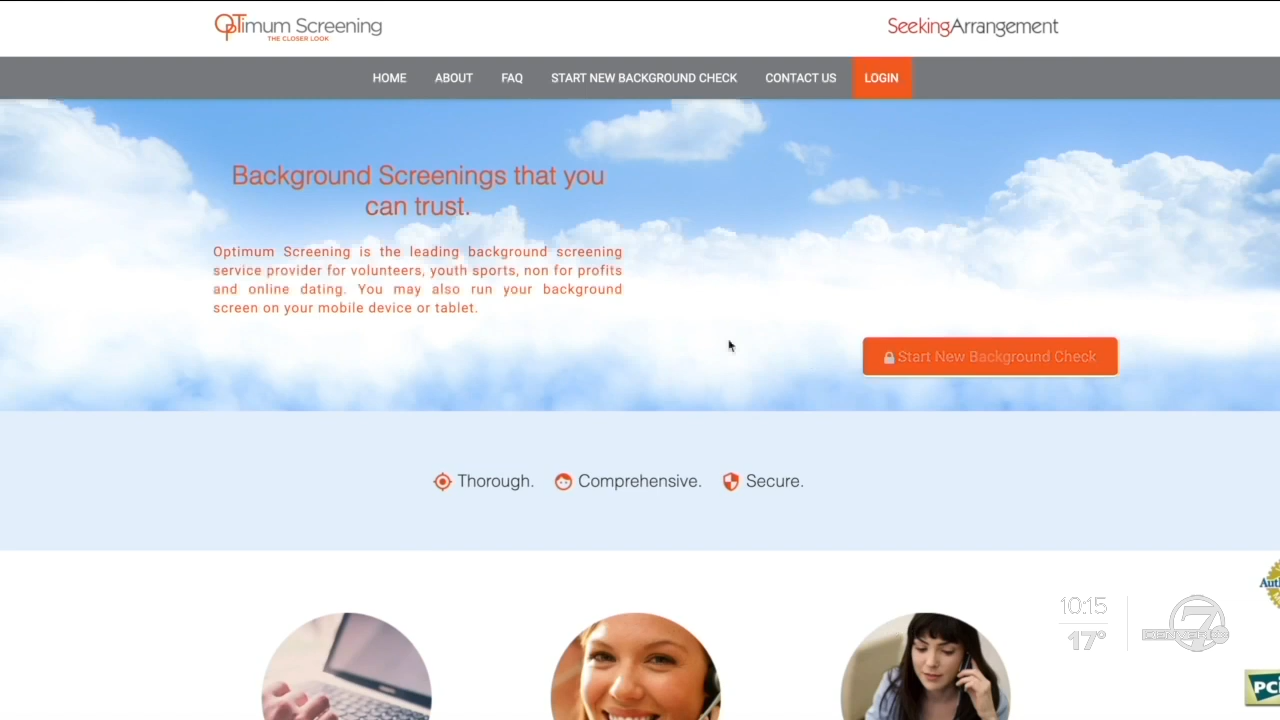 OpTimum Screening
THE CLOSER LOOK
SeekingArrangement
HOME ABOUT FAQ START NEW BACKGROUND CHECK CONTACT US LOGIN
Background Screenings that you
can trust.
Optimum Screening is the leading background screening
service provider for volunteers, youth sports, non for profits
and online dating. You may also run your background
screen on your mobile device or tablet.
Start New Background Check
Thorough. Comprehensive. Secure.
10:15
17°
7
DENVER